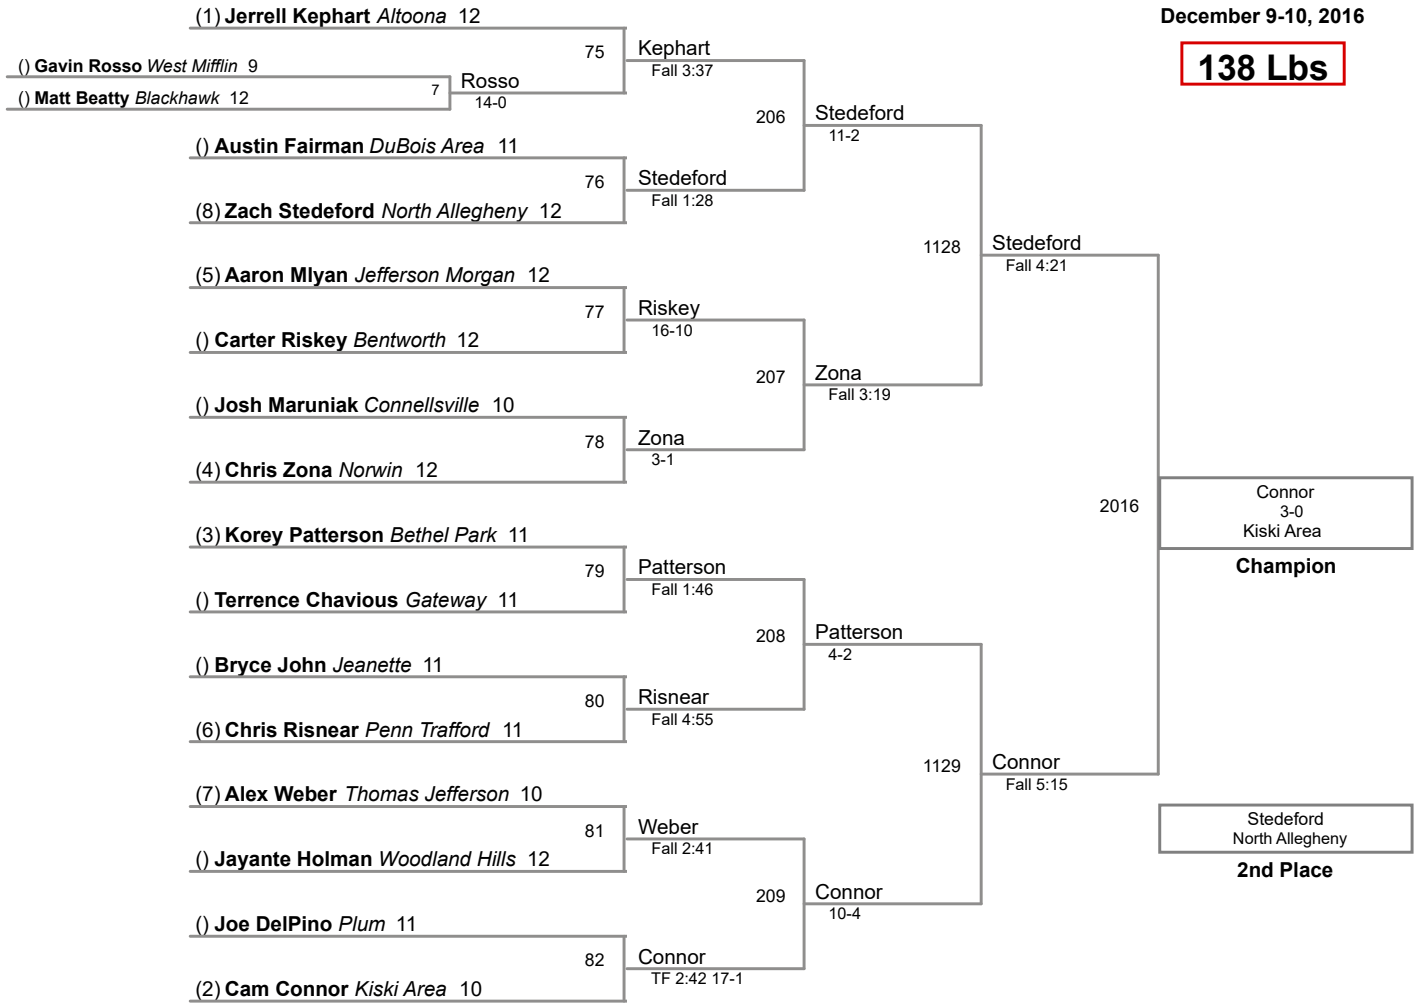 (1) Jerrell Kephart Altoona 12
December 9-10, 2016
138 Lbs
75
Kephart
Fall 3:37
() Gavin Rosso West Mifflin 9
7
Rosso
14-0
() Matt Beatty Blackhawk 12
206
Stedeford
11-2
() Austin Fairman DuBois Area 11
76
Stedeford
Fall 1:28
(8) Zach Stedeford North Allegheny 12
1128
Stedeford
Fall 4:21
(5) Aaron Mlyan Jefferson Morgan 12
77
Riskey
16-10
() Carter Riskey Bentworth 12
207
Zona
Fall 3:19
() Josh Maruniak Connellsville 10
78
Zona
3-1
(4) Chris Zona Norwin 12
2016
Connor
3-0
Kiski Area
Champion
(3) Korey Patterson Bethel Park 11
79
Patterson
Fall 1:46
() Terrence Chavious Gateway 11
208
Patterson
4-2
() Bryce John Jeanette 11
80
Risnear
Fall 4:55
(6) Chris Risnear Penn Trafford 11
1129
Connor
Fall 5:15
(7) Alex Weber Thomas Jefferson 10
81
Weber
Fall 2:41
() Jayante Holman Woodland Hills 12
Stedeford
North Allegheny
2nd Place
209
Connor
10-4
() Joe DelPino Plum 11
82
Connor
TF 2:42 17-1
(2) Cam Connor Kiski Area 10